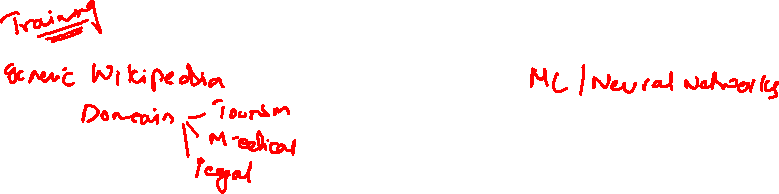 Training
Generic Wikipedia
ML/Neural Networks
Domain - Tourism
Medical
legal